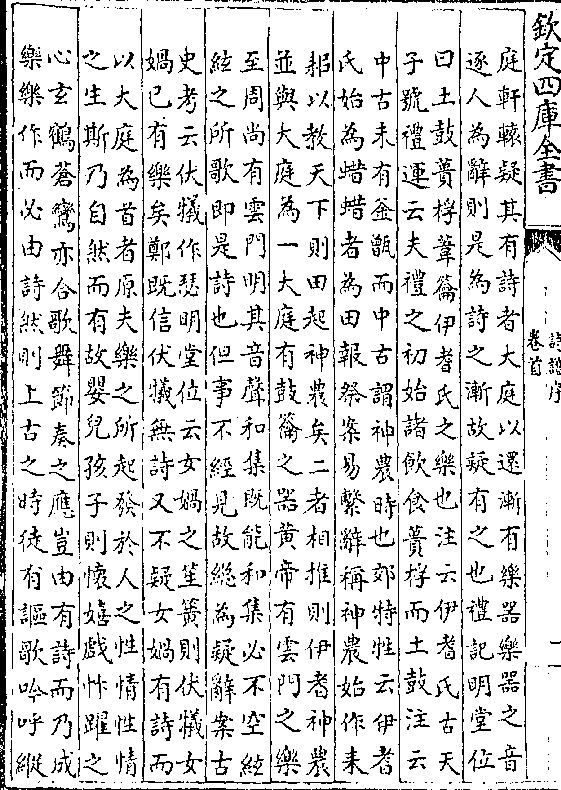 欽定四庫全書
詩譜序
卷首
二
庭軒轅疑其有詩者大庭以還漸有樂器樂器之音
逐人為辭則是為詩之漸故疑有之也禮記明堂位
曰土鼓蕢桴葦籥伊耆氏之樂也注云伊耆氏古天
子號禮運云夫禮之初始諸飲食蕢桴而土鼓注云
中古未有釜甑而中古謂神農時也郊特牲云伊耆
氏始為蜡蜡者為田報祭案易繫辭稱神農始作耒
耜以教天下則田起神農矣二者相推則伊耆神農
並與大庭為一大庭有鼓籥之器黃帝有雲門之樂
至周尚有雲門明其音聲和集既能和集必不空絃
絃之所歌即是詩也但事不經見故總為疑辭案古
史考云伏犧作瑟明堂位云女媧之笙簧則伏犧女
媧已有樂矣鄭既信伏犧無詩又不疑女媧有詩而
以大庭為首者原夫樂之所起發於人之性情性情
之生斯乃自然而有故嬰兒孩子則懷嬉戲忭躍之
心玄鶴蒼鸞亦合歌舞節奏之應豈由有詩而乃成
樂樂作而必由詩然則上古之時徒有謳歌吟呼縱